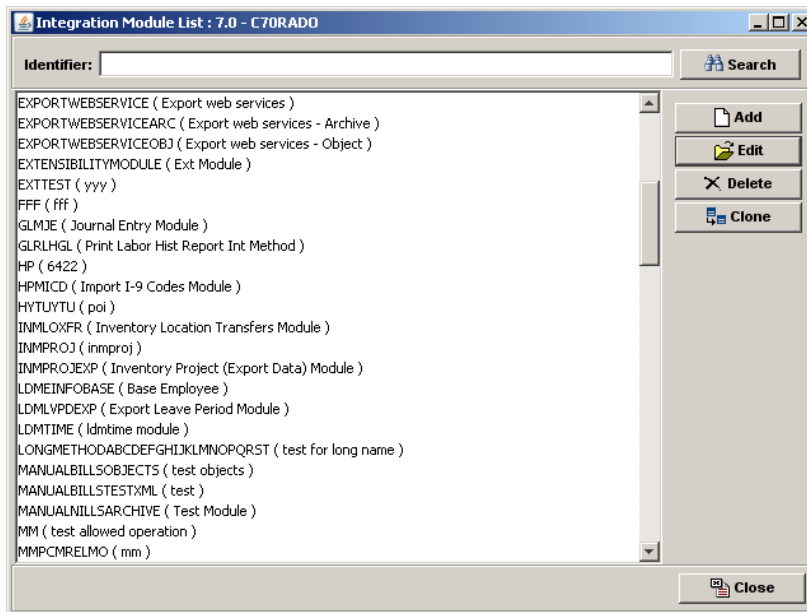 Integration Module List : 7.0 - C70RADO
Identifier:
Search
EXPORTWEBSERVICE ( Export web services )
EXPORTWEBSERVICEARC ( Export web services - Archive )
EXPORTWEBSERVICEOBJ ( Export web services - Object )
EXTENSIBILITYMODULE ( Ext Module )
EXTTEST ( yyy )
FFF ( fff )
GLMJE ( Journal Entry Module )
GLRLHGL ( Print Labor Hist Report Int Method )
HP ( 6422 )
HPMICD ( Import I-9 Codes Module )
HYTUYTU ( poi )
INMLOXFR ( Inventory Location Transfers Module )
INMPROJ ( inmproj )
INMPROJEXP ( Inventory Project (Export Data) Module )
LDMEINFOBASE ( Base Employee )
LDMLVPDEXP ( Export Leave Period Module )
LDMTIME ( ldmtime module )
LONGMETHODABCDEFGHIJKLMNOPQRST ( test for long name )
MANUALBILLSOBJECTS ( test objects )
MANUALBILLSTESTXML ( test )
MANUALNILLSARCHIVE ( Test Module )
MM ( test allowed operation )
MMPCMRELMO ( mm )
Add
Edit
Delete
Clone
Close